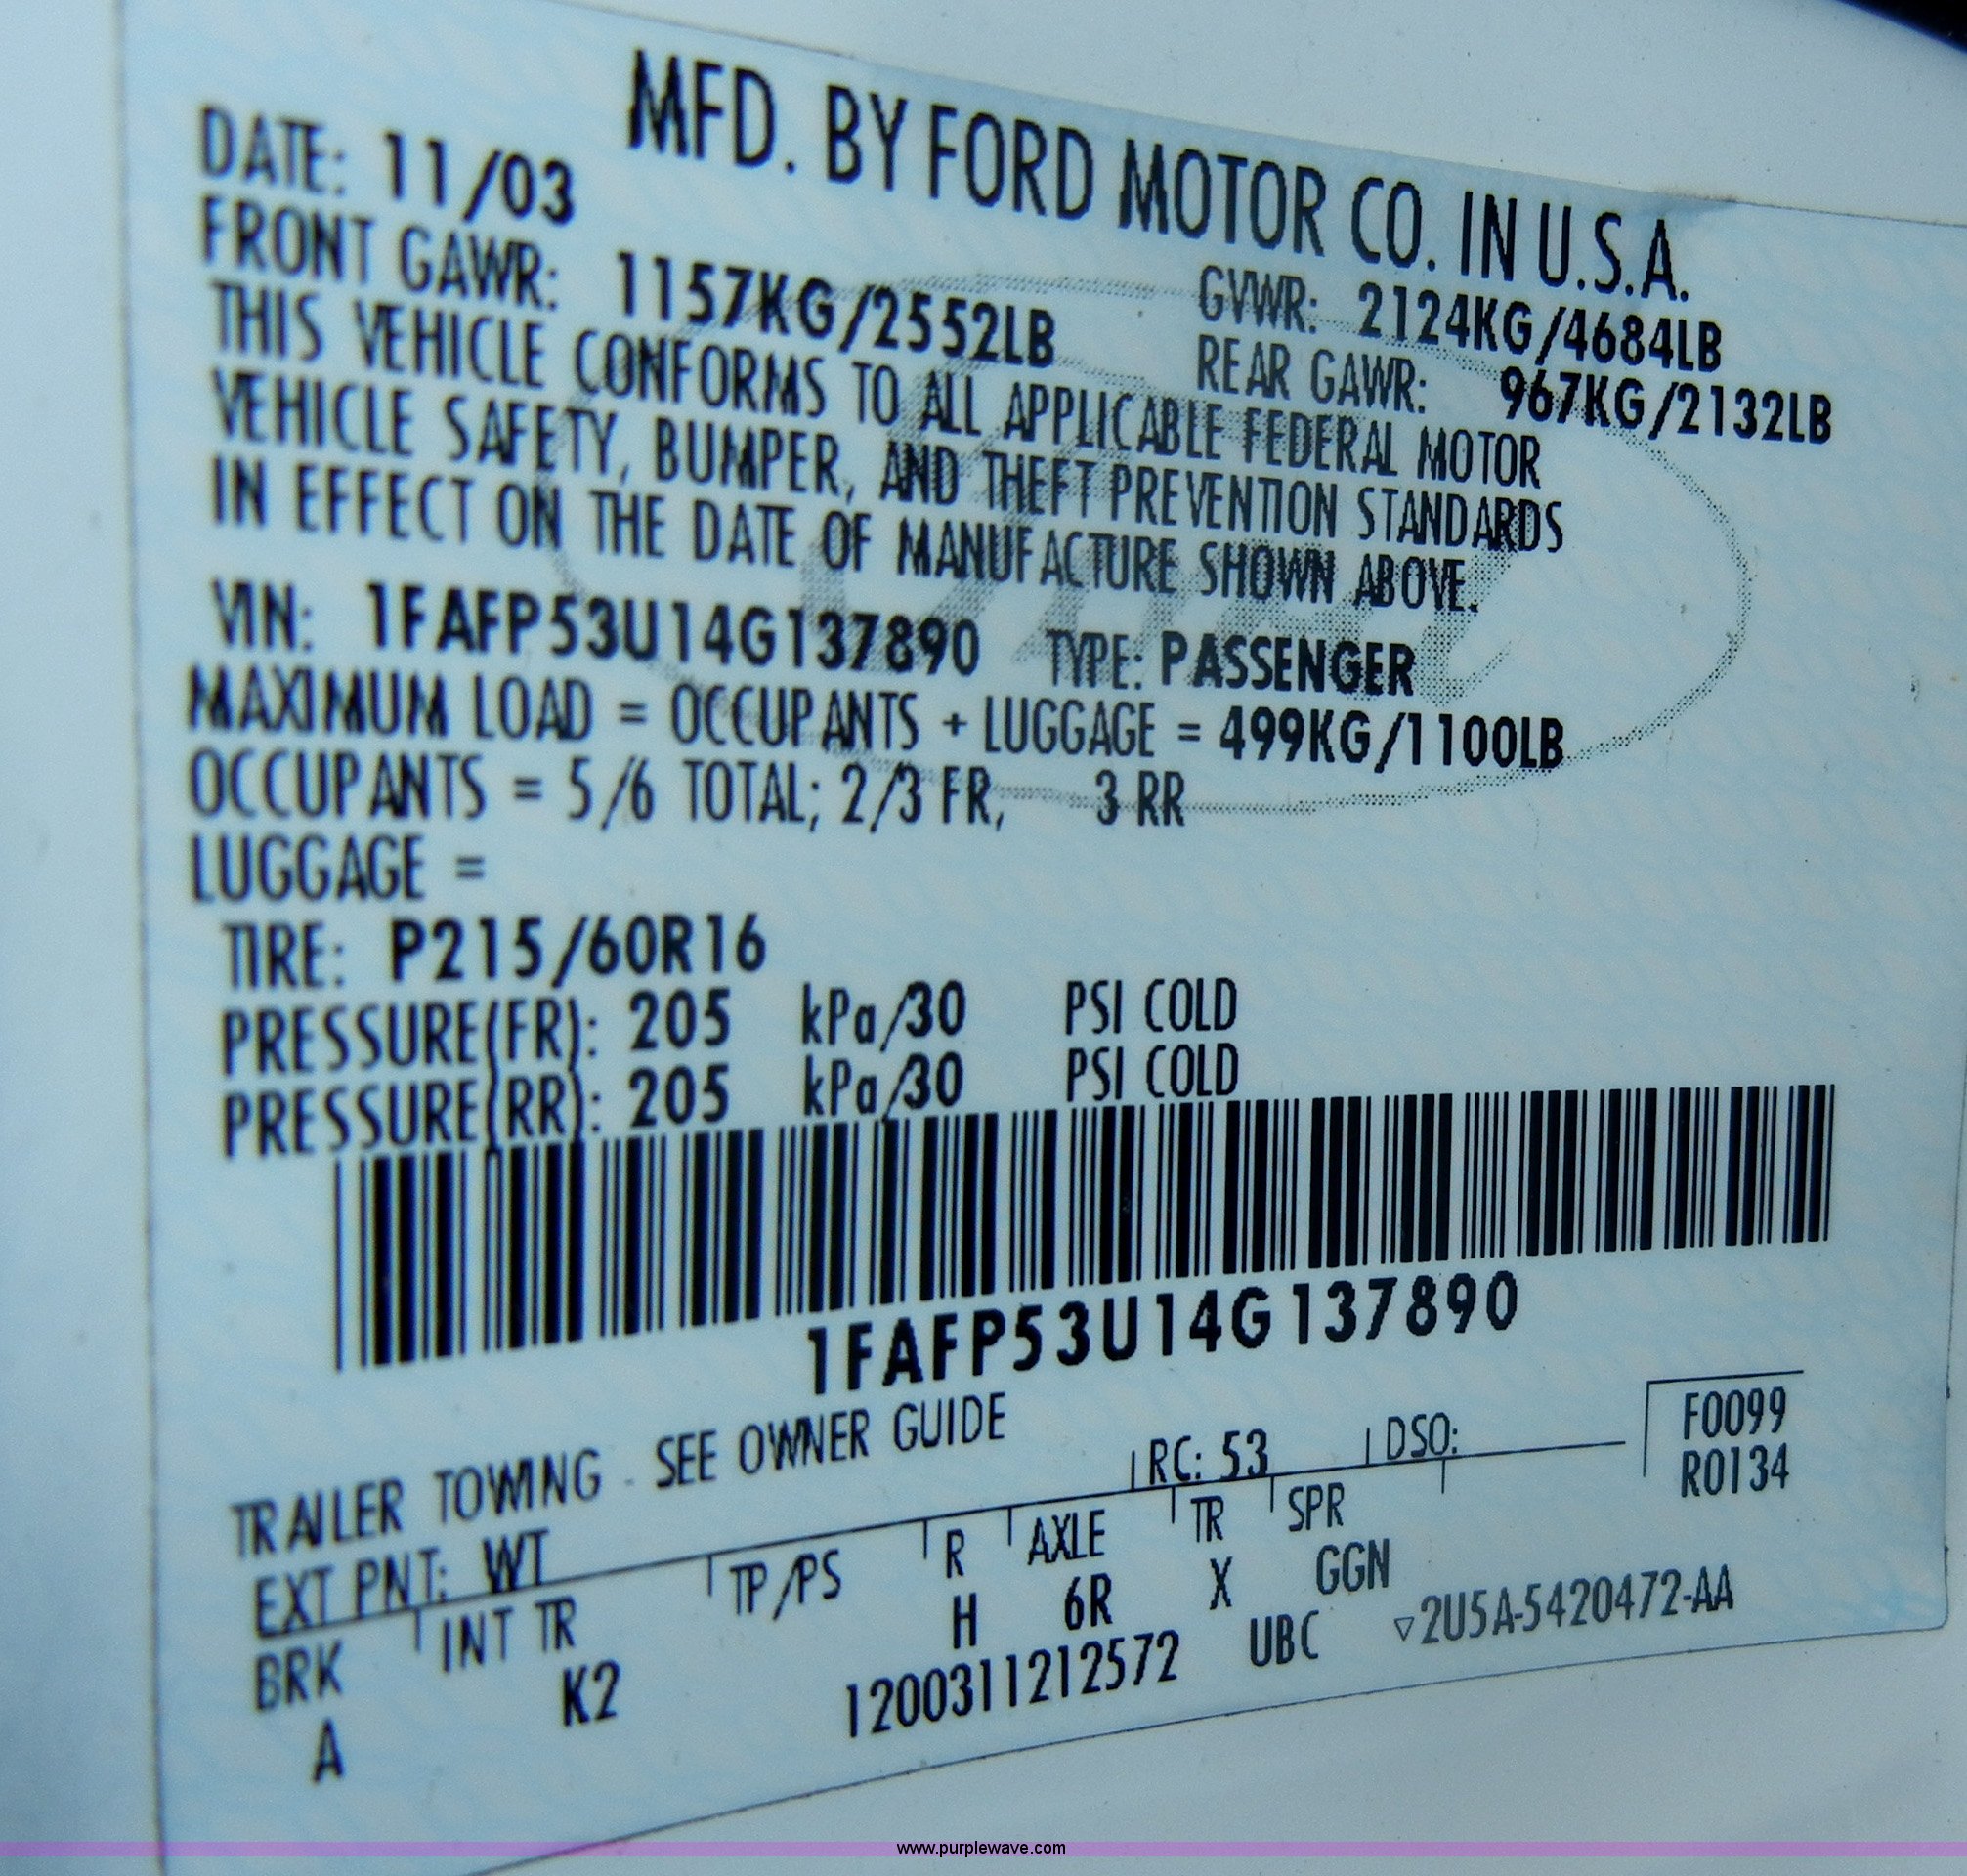 MFD. BY FORD MOTOR CO. IN U.S.A.
DATE: 11/03
GVWR: 2124KG/4684LB
FRONT GAWR: 1157KG/2552LB
REAR GAWR: 967KG/2132LB
THIS VEHICLE CONFORMS TO ALL APPLICABLE FEDERAL MOTOR
VEHICLE SAFETY, BUMPER, AND THEFT PREVENTION STANDARDS
IN EFFECT ON THE DATE OF MANUFACTURE SHOWN ABOVE.
VIN: 1FAFP53U14G137890 TYPE: PASSENGER
MAXIMUM LOAD = OCCUPANTS + LUGGAGE = 499KG/1100LB
OCCUPANTS = 5/6 TOTAL; 2/3 FR, 3 RR
LUGGAGE =
TIRE: P215/60R16
PRESSURE(FR): 205 kPa/30 PSI COLD
PRESSURE(RR): 205 kPa/30 PSI COLD
1FAFP53U14G137890
TRAILER TOWING - SEE OWNER GUIDE
F0099
R0134
EXT PNT: WT RC: 53 DSO:
BRK INT TR TP/PS R AXLE TR SPR
A K2 H 6R X GGN
1200311212572 UBC ▽2U5A-5420472-AA
www.purplewave.com